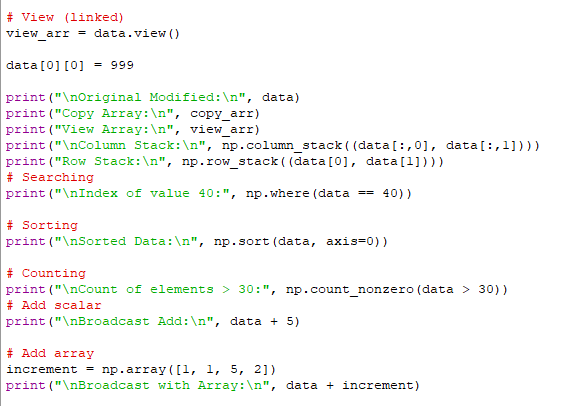 # View (linked)
view_arr = data.view()
data[0][0] = 999
print("\nOriginal Modified:\n", data)
print("Copy Array:\n", copy_arr)
print("View Array:\n", view_arr)
print("\nColumn Stack:\n", np.column_stack((data[:,0], data[:,1])))
print("Row Stack:\n", np.row_stack((data[0], data[1])))
# Searching
print("\nIndex of value 40:", np.where(data == 40))
# Sorting
print("\nSorted Data:\n", np.sort(data, axis=0))
# Counting
print("\nCount of elements > 30:", np.count_nonzero(data > 30))
# Add scalar
print("\nBroadcast Add:\n", data + 5)
# Add array
increment = np.array([1, 1, 5, 2])
print("\nBroadcast with Array:\n", data + increment)